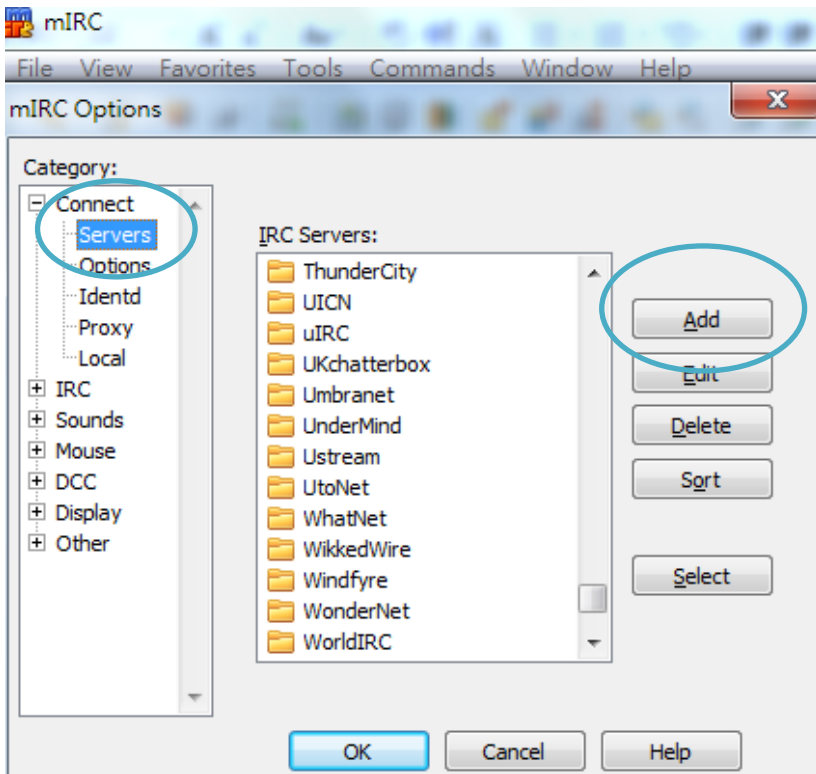 mIRC
File View Favorites Tools Commands Window Help
mIRC Options
Category:
Connect
Servers
Options
Identd
Proxy
Local
IRC
Sounds
Mouse
DCC
Display
Other
IRC Servers:
ThunderCity
UICN
uIRC
UKchatterbox
Umbranet
UnderMind
Ustream
UtoNet
WhatNet
WikkedWire
Windfyre
WonderNet
WorldIRC
Add
Edit
Delete
Sort
Select
OK Cancel Help